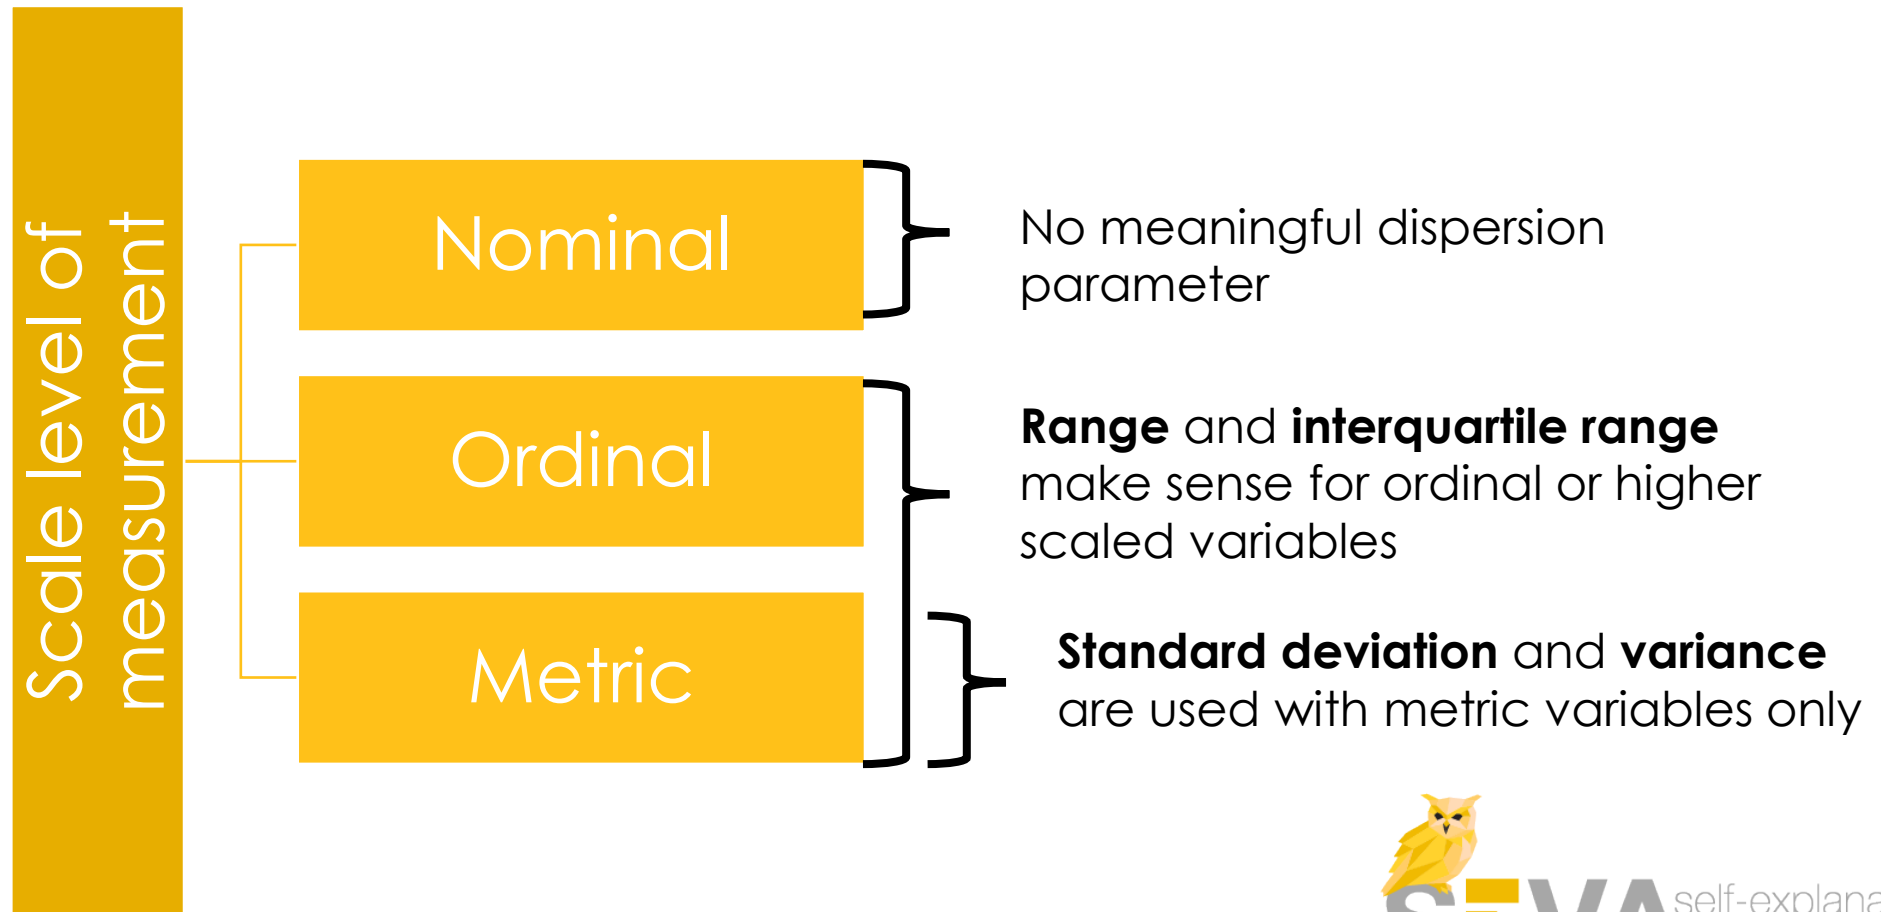 Scale level of
measurement
Nominal
No meaningful dispersion
parameter
Ordinal
Range and interquartile range
make sense for ordinal or higher
scaled variables
Metric
Standard deviation and variance
are used with metric variables only
SEVA